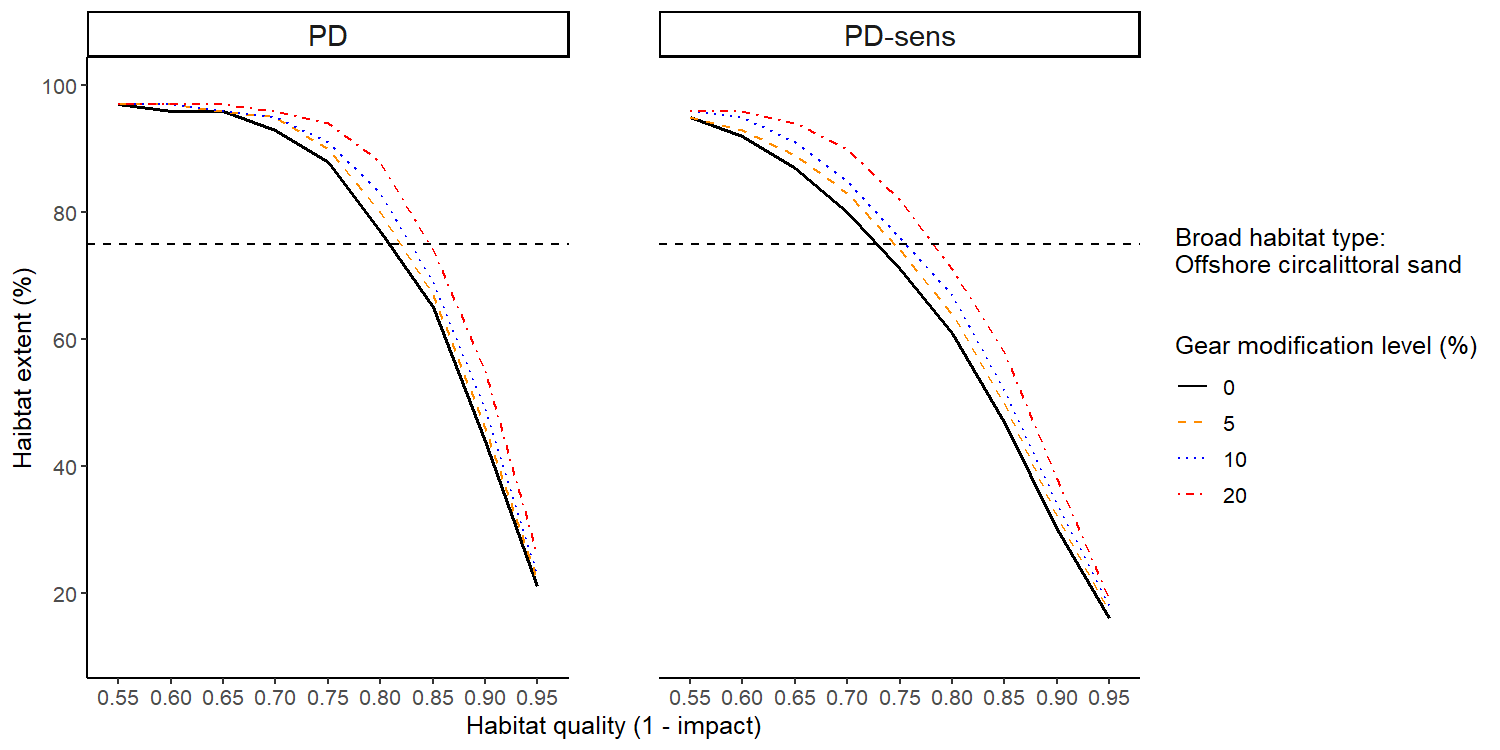 PD
PD-sens
100
80
60
40
20
Haibtat extent (%)
0.55 0.60 0.65 0.70 0.75 0.80 0.85 0.90 0.95
0.55 0.60 0.65 0.70 0.75 0.80 0.85 0.90 0.95
Habitat quality (1 - impact)
Broad habitat type:
Offshore circalittoral sand
Gear modification level (%)
0
5
10
20